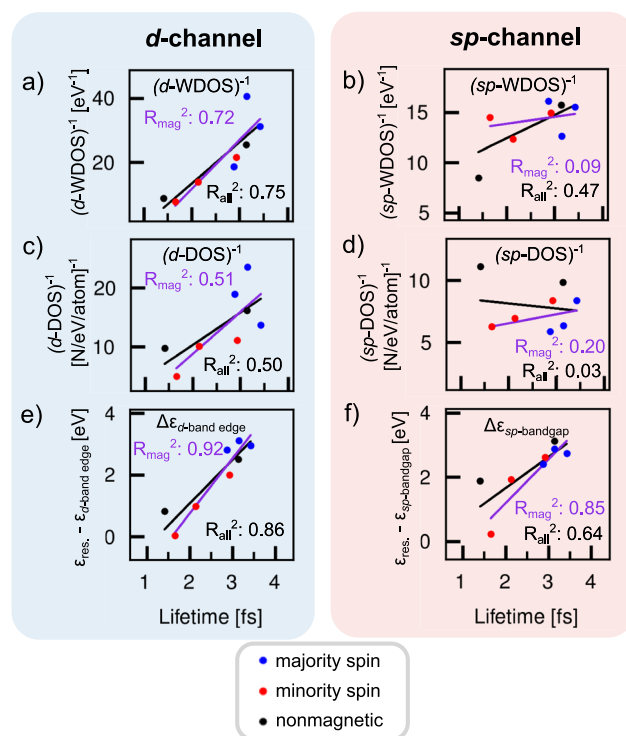 d-channel
sp-channel
a)
(d-WDOS)⁻¹
R_mag²: 0.72
R_all²: 0.75
(d-WDOS)⁻¹ [eV⁻¹]
40
20
b)
(sp-WDOS)⁻¹
R_mag²: 0.09
R_all²: 0.47
(sp-WDOS)⁻¹ [eV⁻¹]
15
10
5
c)
(d-DOS)⁻¹
R_mag²: 0.51
R_all²: 0.50
(d-DOS)⁻¹
[N/eV/atom]⁻¹
20
10
d)
(sp-DOS)⁻¹
R_mag²: 0.20
R_all²: 0.03
(sp-DOS)⁻¹
[N/eV/atom]⁻¹
10
5
0
e)
Δε_d-band edge
R_mag²: 0.92
R_all²: 0.86
ε_res. - ε_d-band edge [eV]
4
2
0
1 2 3 4
Lifetime [fs]
f)
Δε_sp-bandgap
R_mag²: 0.85
R_all²: 0.64
ε_res. - ε_sp-bandgap [eV]
4
2
0
1 2 3 4
Lifetime [fs]
majority spin
minority spin
nonmagnetic